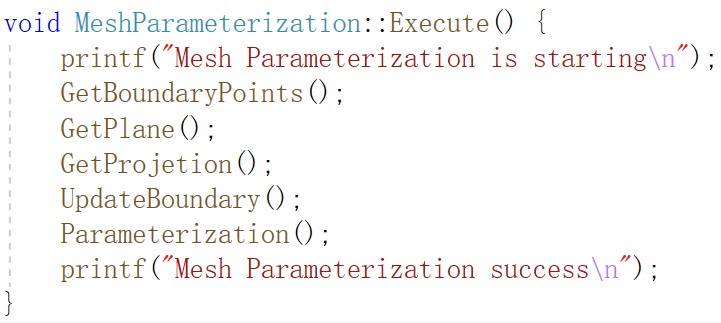 void MeshParameterization::Execute() {
printf("Mesh Parameterization is starting\n");
GetBoundaryPoints();
GetPlane();
GetProjetion();
UpdateBoundary();
Parameterization();
printf("Mesh Parameterization success\n");
}